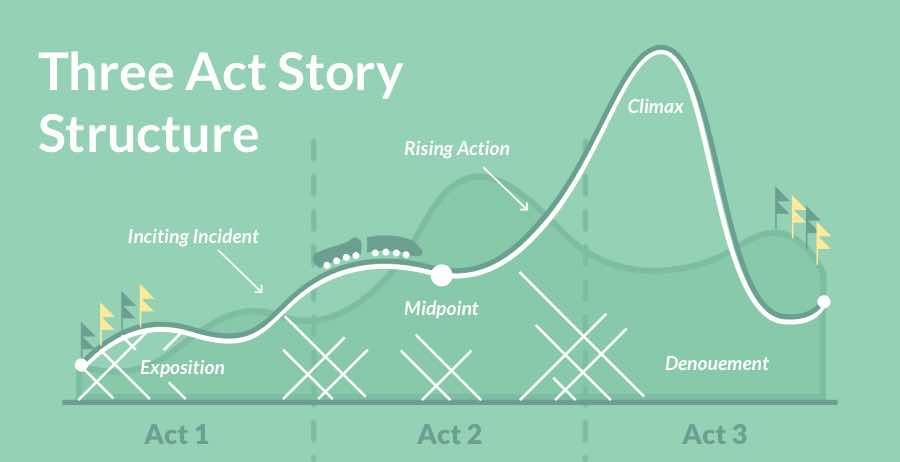 Three Act Story
Structure
Climax
Rising Action
Inciting Incident
Midpoint
Exposition
Denouement
Act 1
Act 2
Act 3